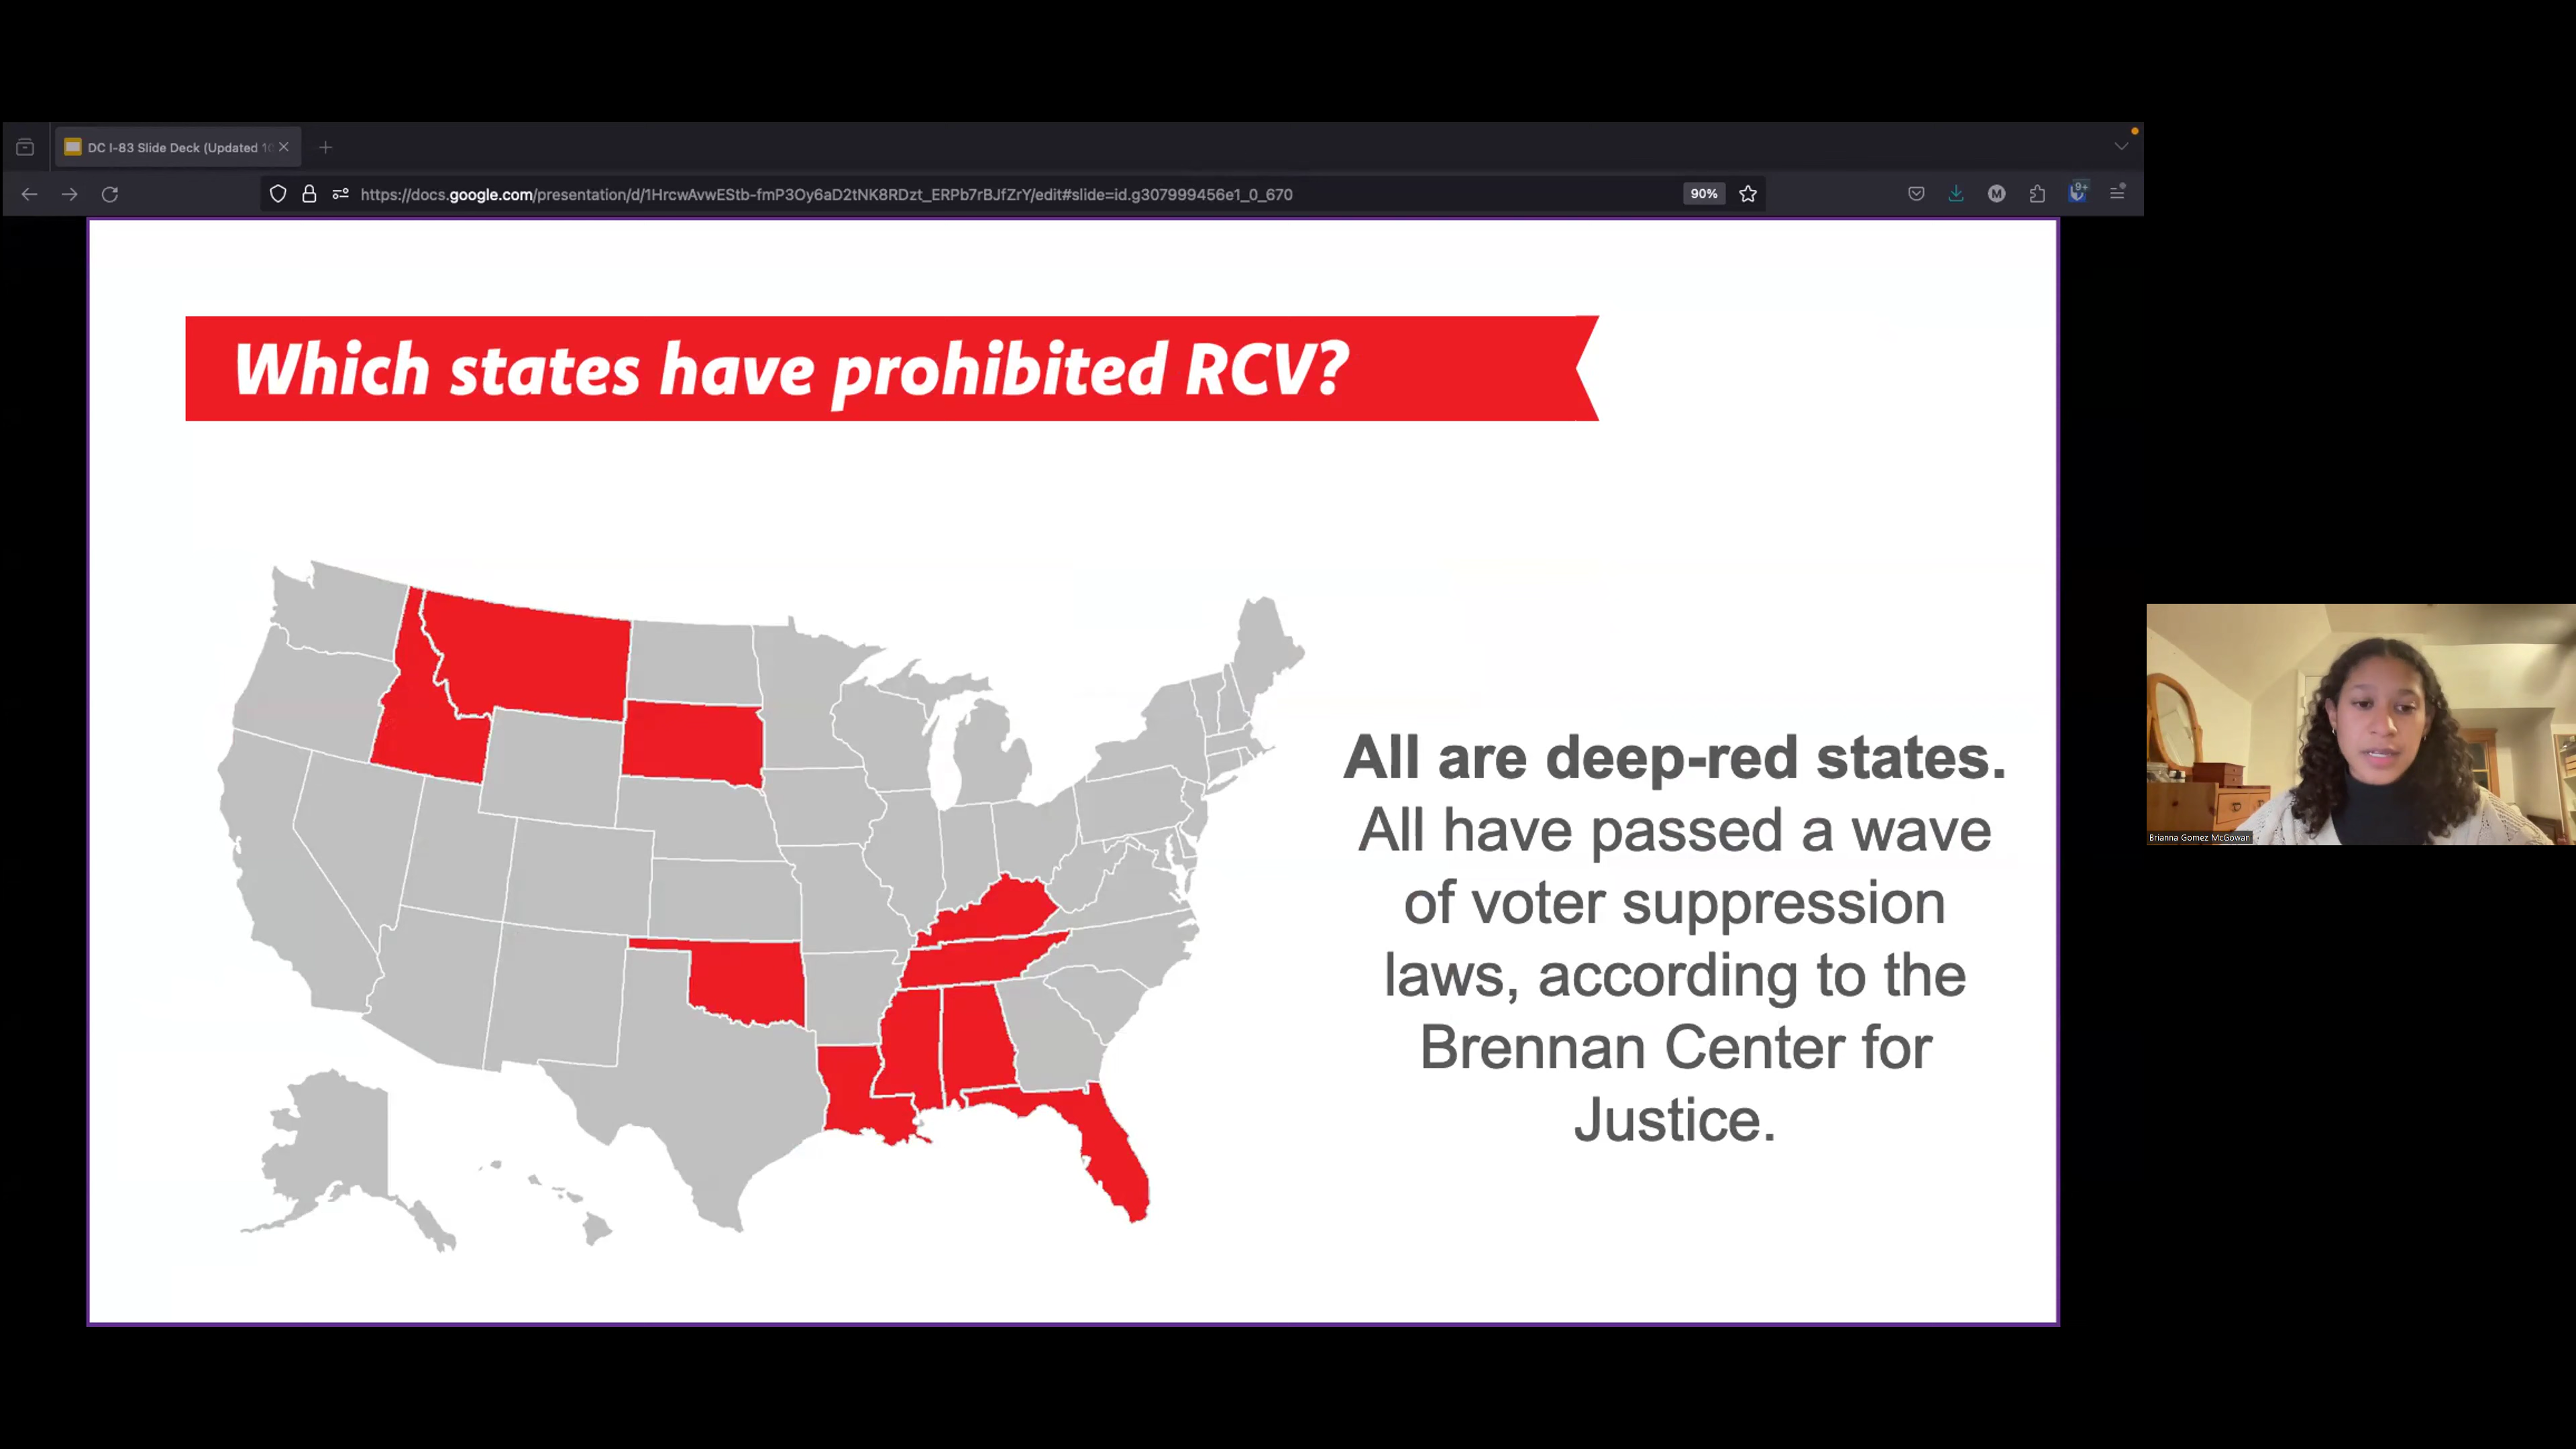 DC I-83 Slide Deck (Updated 10
https://docs.google.com/presentation/d/1HrcwAvwEStb-fmP3Oy6aD2tNK8RDzt_ERPb7rBJfZrY/edit#slide=id.g307999456e1_0_670
90%
M
9+
Which states have prohibited RCV?
All are deep-red states.
All have passed a wave
of voter suppression
laws, according to the
Brennan Center for
Justice.
Brianna Gomez McGowan